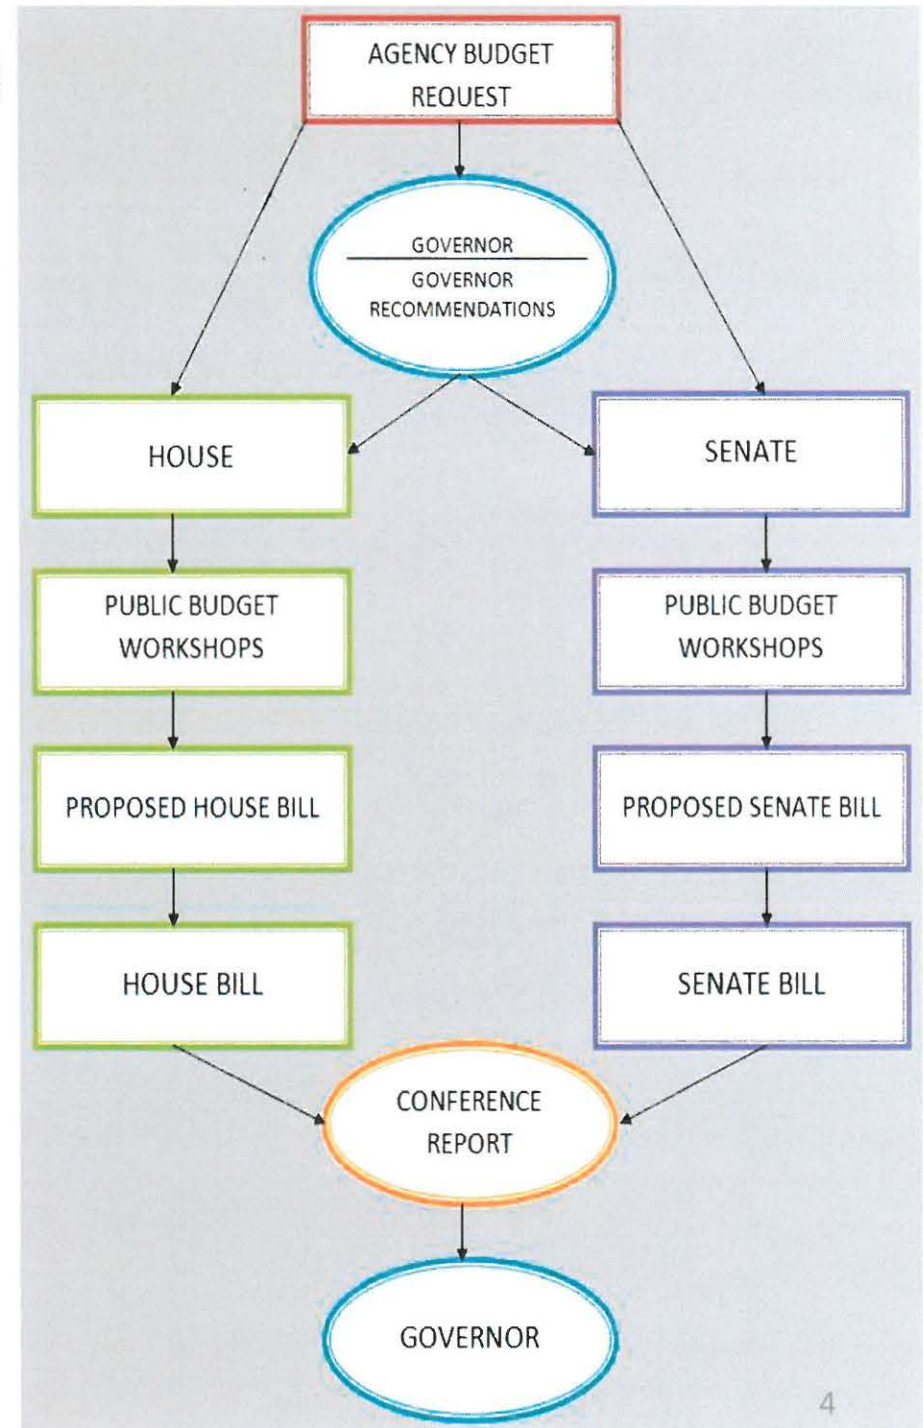 AGENCY BUDGET
REQUEST
GOVERNOR
GOVERNOR
RECOMMENDATIONS
HOUSE
SENATE
PUBLIC BUDGET
WORKSHOPS
PUBLIC BUDGET
WORKSHOPS
PROPOSED HOUSE BILL
PROPOSED SENATE BILL
HOUSE BILL
SENATE BILL
CONFERENCE
REPORT
GOVERNOR
4